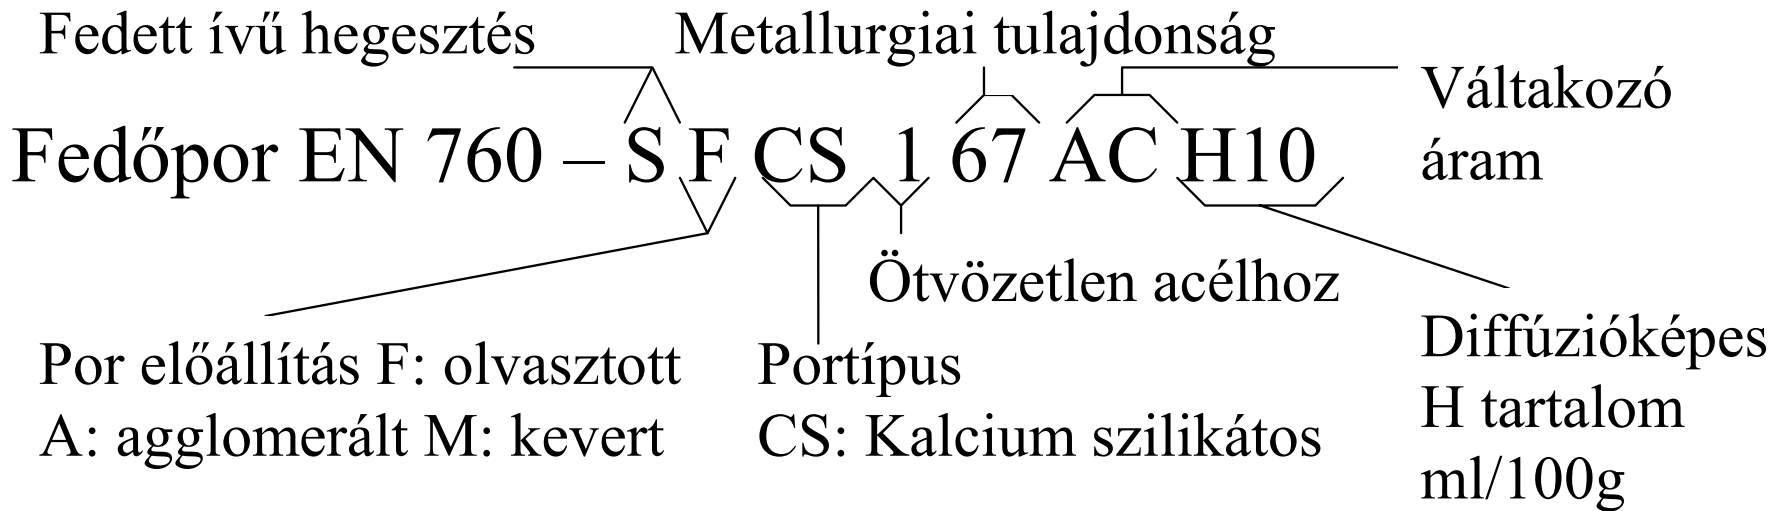 Fedett ívű hegesztés
Metallurgiai tulajdonság
Váltakozó
áram
Fedőpor EN 760 – S F CS 1 67 AC H10
Ötvözetlen acélhoz
Por előállítás F: olvasztott
A: agglomerált M: kevert
Portípus
CS: Kalcium szilikátos
Diffúzióképes
H tartalom
ml/100g